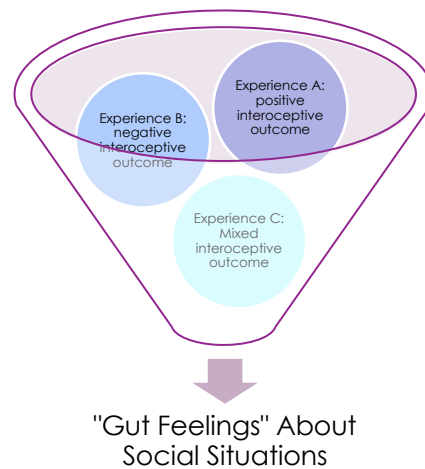 Experience A:
positive
interoceptive
outcome
Experience B:
negative
interoceptive
outcome
Experience C:
Mixed
interoceptive
outcome
"Gut Feelings" About
Social Situations